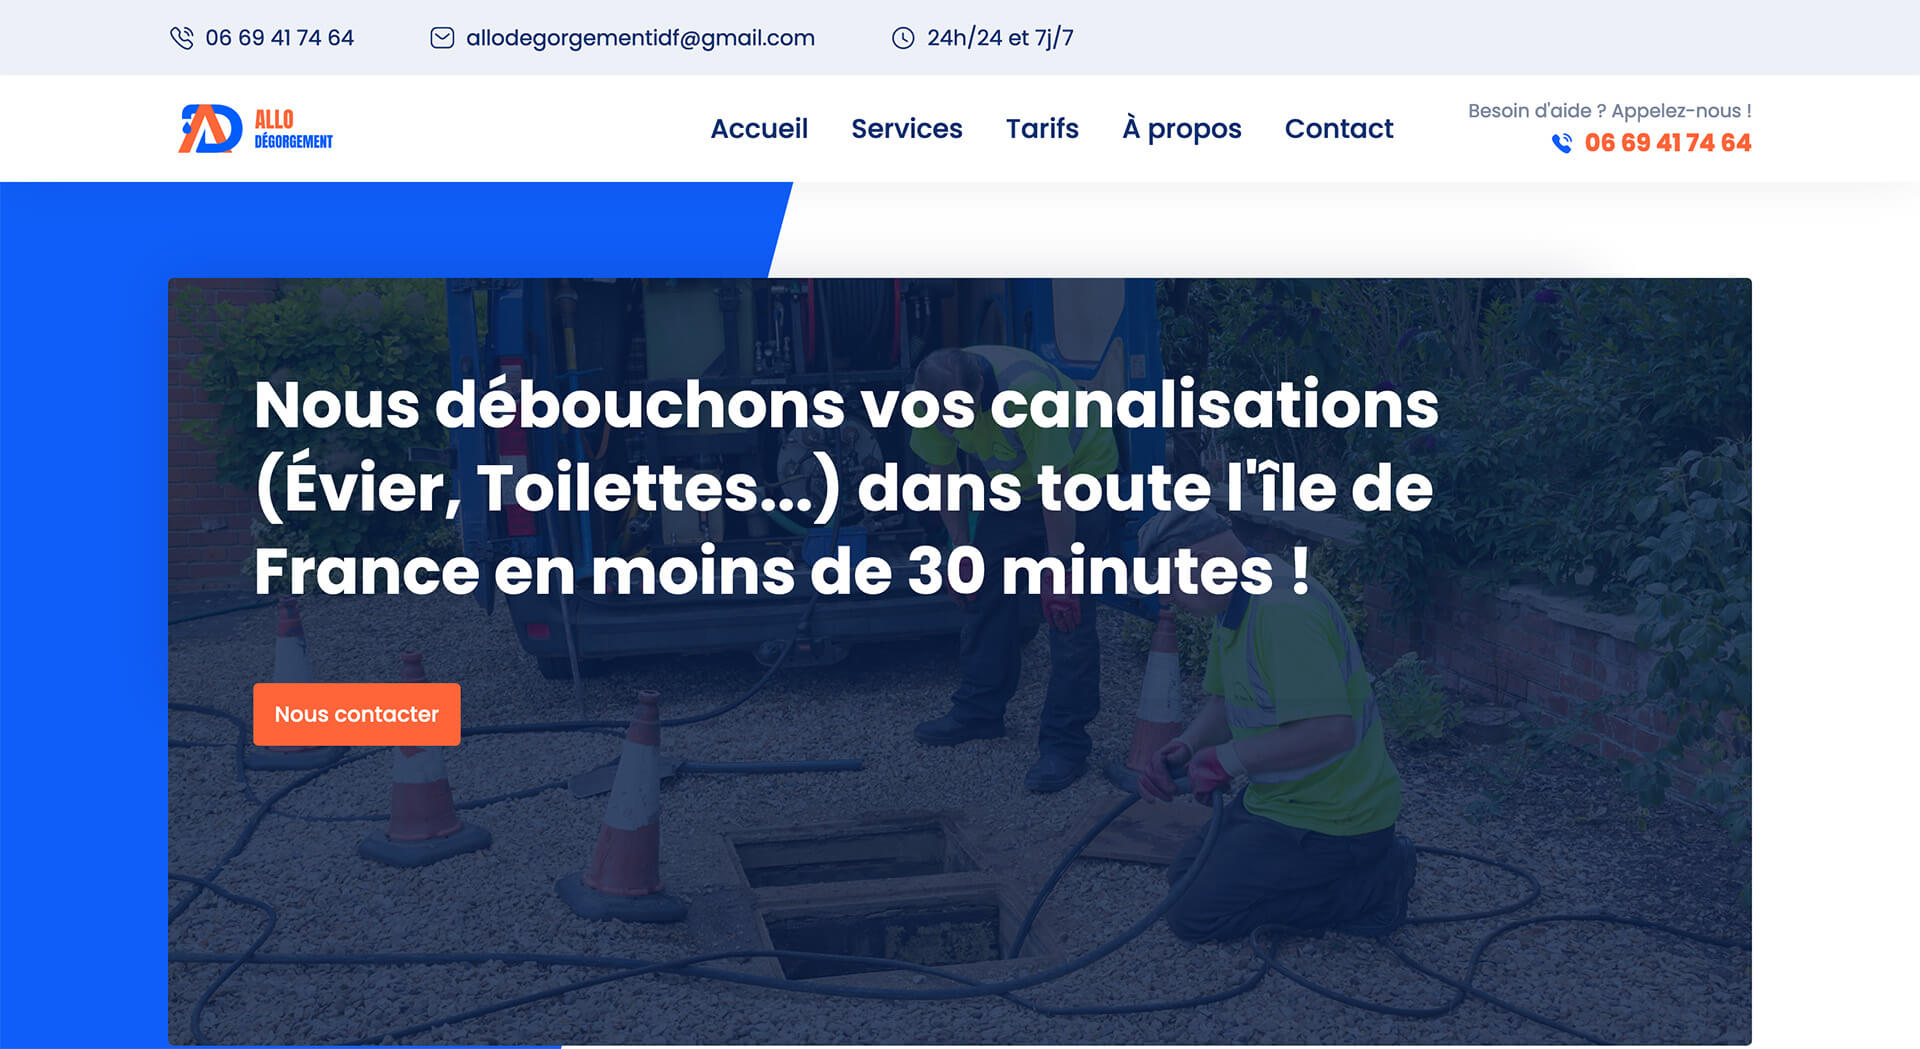 06 69 41 74 64
allodegorgementidf@gmail.com
24h/24 et 7j/7
ALLO
DÉGORGEMENT
Accueil
Services
Tarifs
À propos
Contact
Besoin d'aide ? Appelez-nous !
06 69 41 74 64
Nous débouchons vos canalisations
(Évier, Toilettes...) dans toute l'île de
France en moins de 30 minutes !
Nous contacter